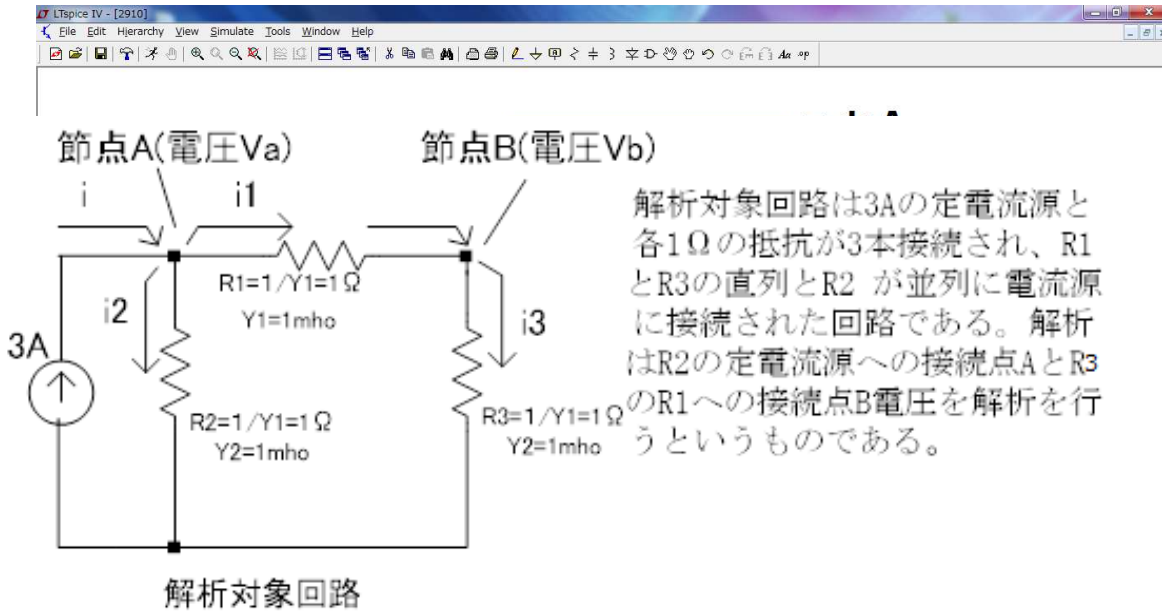 LTspice IV - [2910]
File Edit Hierarchy View Simulate Tools Window Help
節点A(電圧Va)
節点B(電圧Vb)
i
i1
R1=1/Y1=1Ω
Y1=1mho
i2
i3
3A
R2=1/Y1=1Ω
Y2=1mho
R3=1/Y1=1Ω
Y2=1mho
解析対象回路は3Aの定電流源と
各1Ωの抵抗が3本接続され、R1
とR3の直列とR2 が並列に電流源
に接続された回路である。解析
はR2の定電流源への接続点AとR3
のR1への接続点B電圧を解析を行
うというものである。
解析対象回路